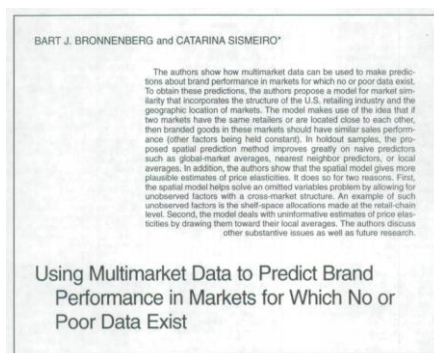 BART J. BRONNENBERG and CATARINA SISMEIRO*
The authors show how multimarket data can be used to make predic-
tions about brand performance in markets for which no or poor data exist.
To obtain these predictions, the authors propose a model for market sim-
ilarity that incorporates the structure of the U.S. retailing industry and the
geographic location of markets. The model makes use of the idea that if
two markets have the same retailers or are located close to each other,
then branded goods in these markets should have similar sales perform-
ance (other factors being held constant). In holdout samples, the pro-
posed spatial prediction method improves greatly on naive predictors
such as global-market averages, nearest neighbor predictors, or local
averages. In addition, the authors show that the spatial model gives more
plausible estimates of price elasticities. It does so for two reasons. First,
the spatial model helps solve an omitted variables problem by allowing for
unobserved factors with a cross-market structure. An example of such
unobserved factors is the shelf-space allocations made at the retail-chain
level. Second, the model deals with uninformative estimates of price elas-
ticities by drawing them toward their local averages. The authors discuss
other substantive issues as well as future research.
Using Multimarket Data to Predict Brand
Performance in Markets for Which No or
Poor Data Exist